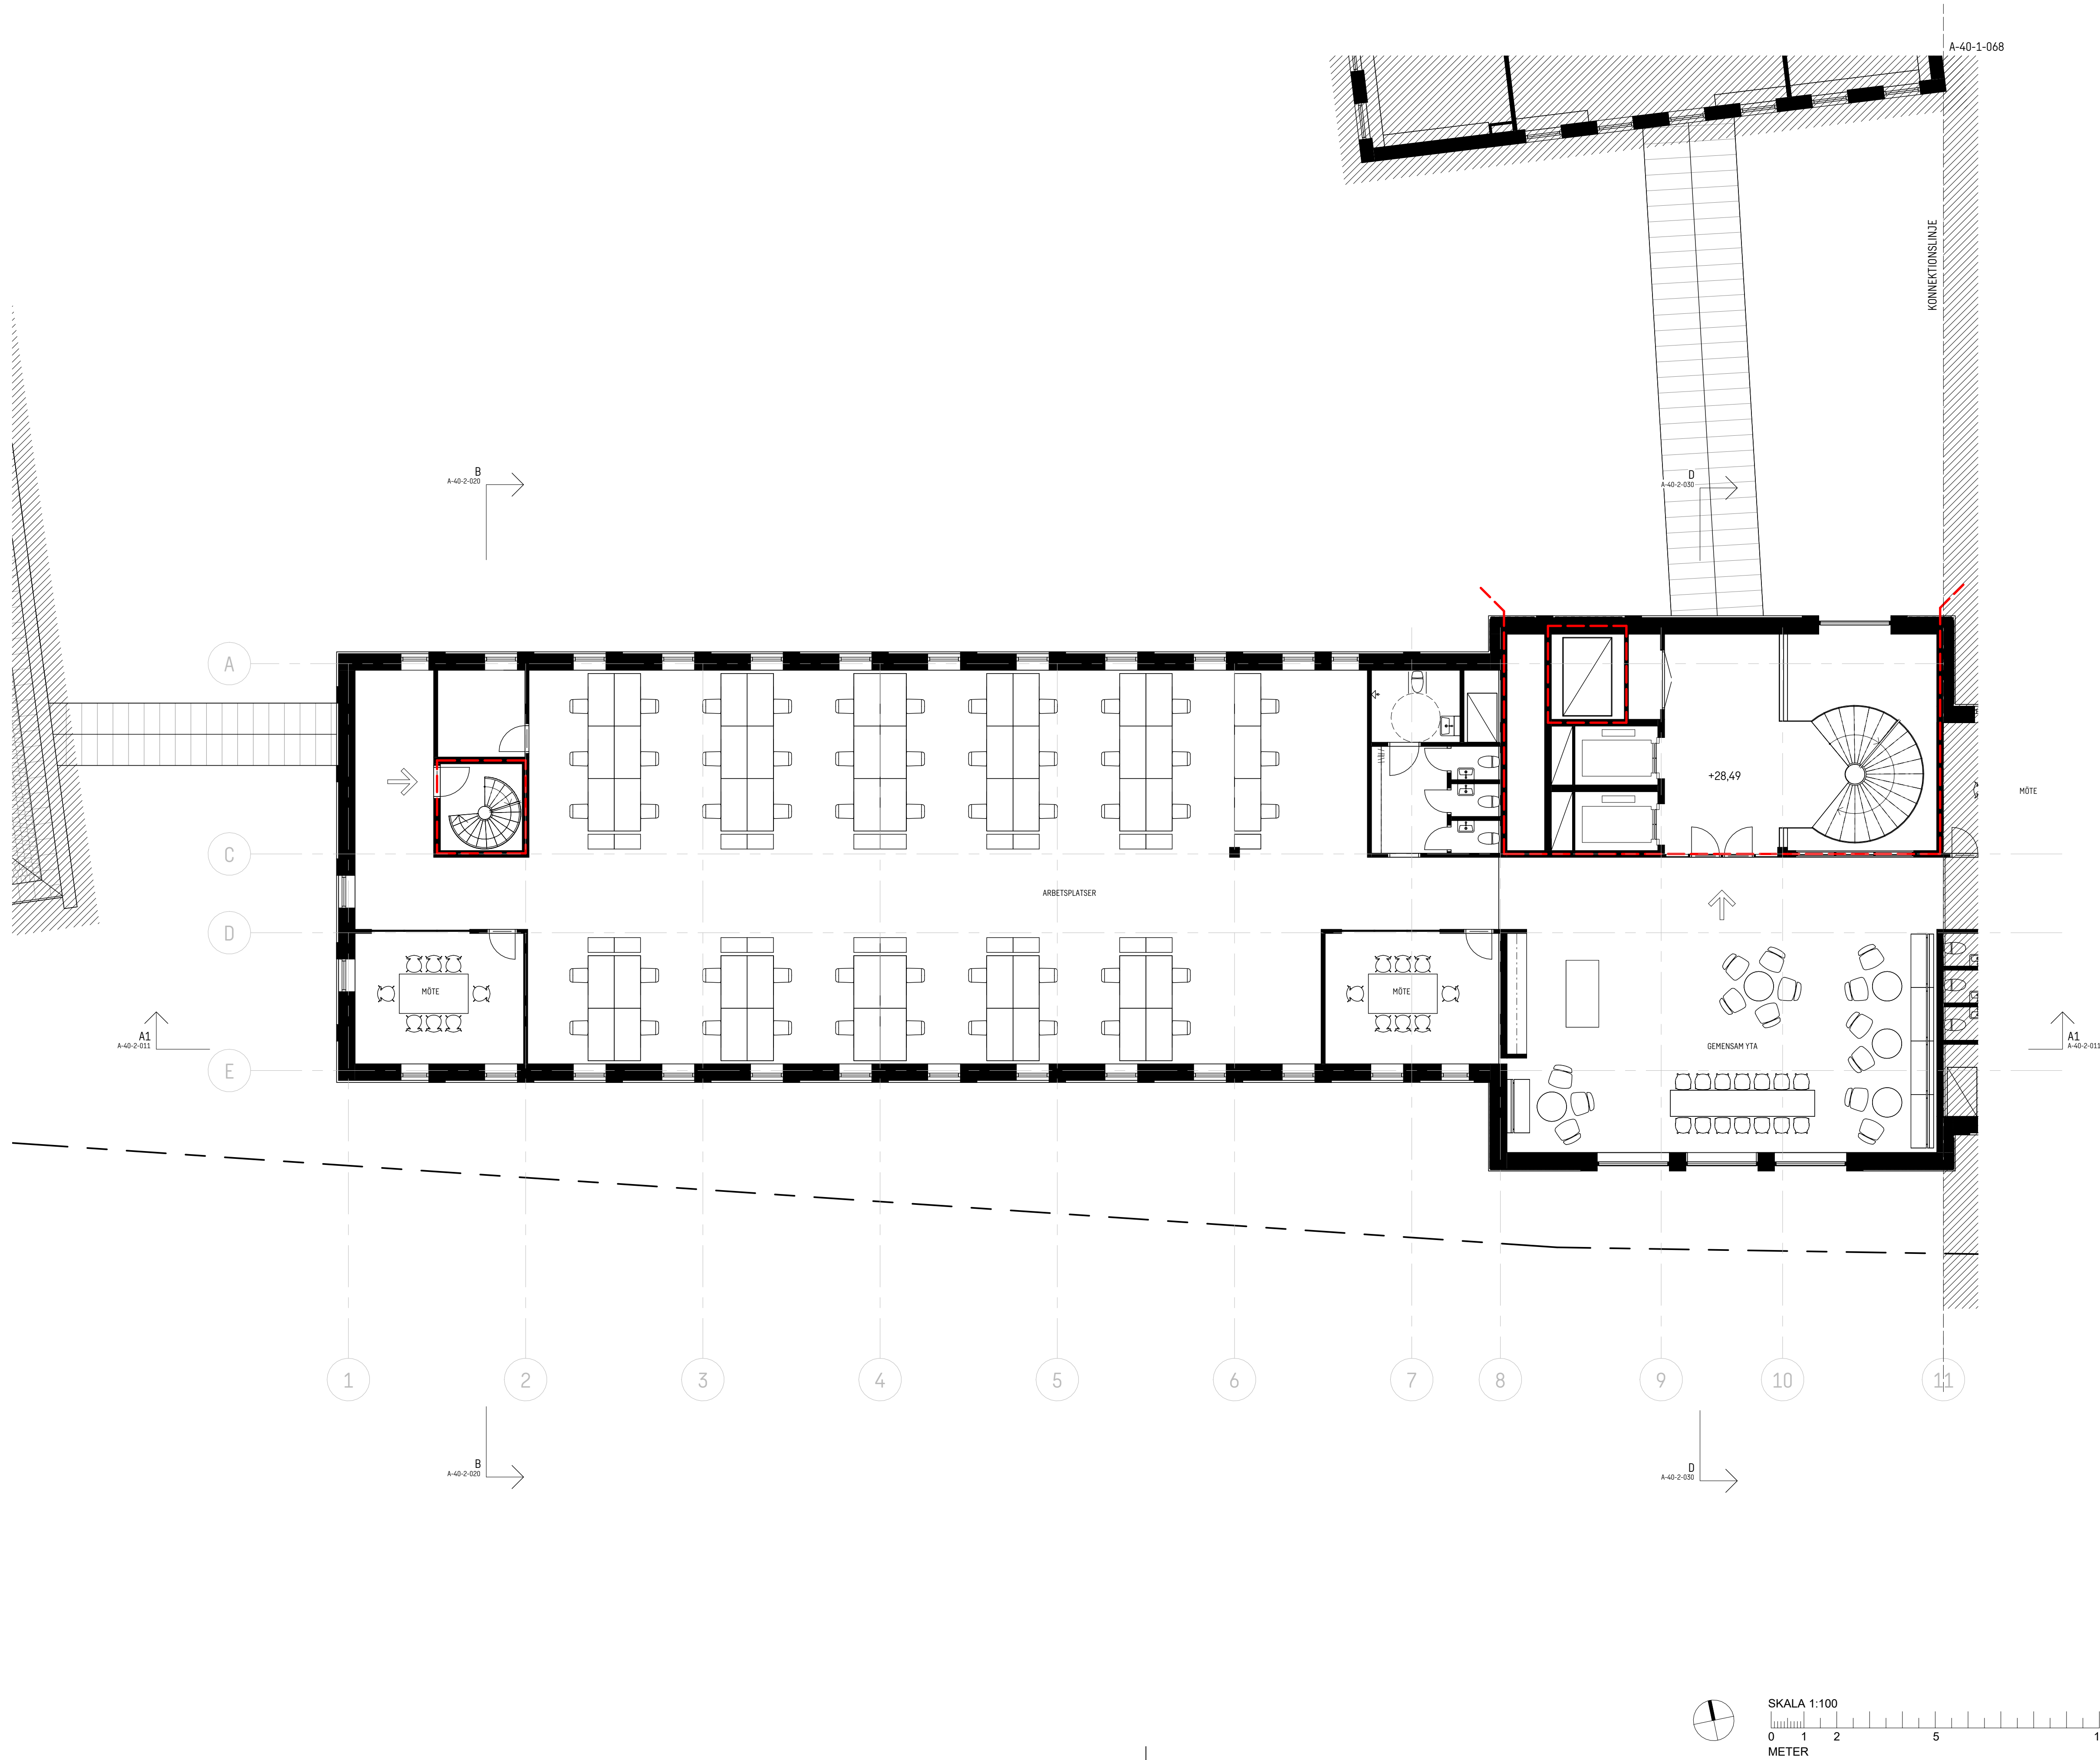 A-40-1-068
KONNEKTIONSLINJE
B
A-40-2-020
D
A-40-2-030
A
+28,49
MÖTE
C
ARBETSPLATSER
D
MÖTE
MÖTE
A1
A-40-2-011
GEMENSAM YTA
A1
A-40-2-011
E
1
2
3
4
5
6
7
8
9
10
11
B
A-40-2-020
D
A-40-2-030
SKALA 1:100
0 1 2 5 1
METER